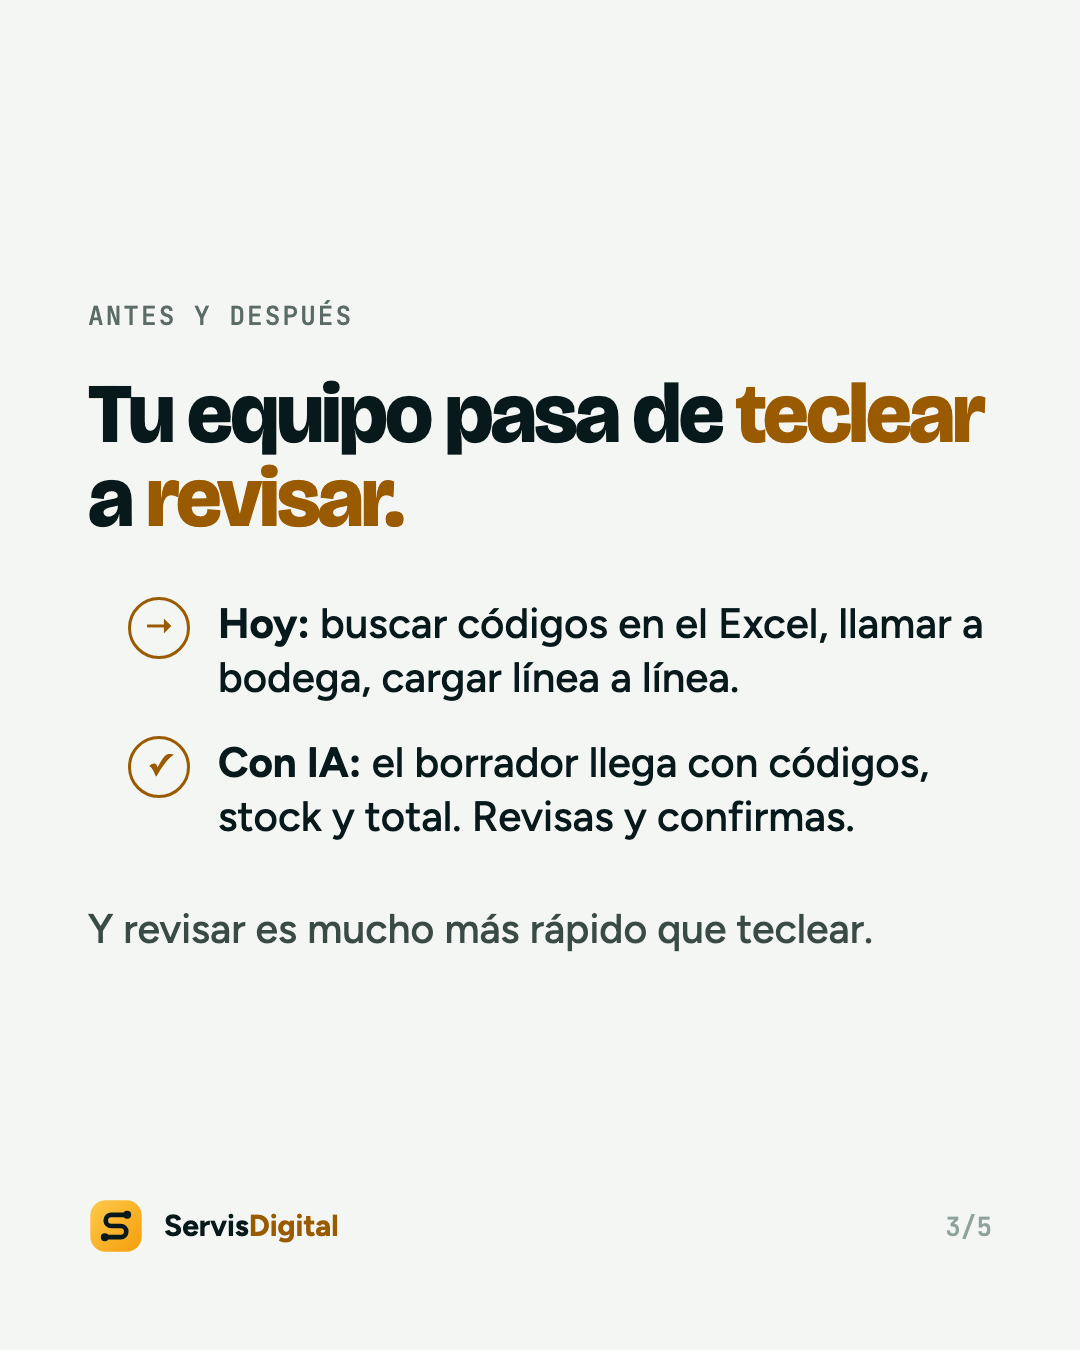 ANTES Y DESPUÉS
Tu equipo pasa de teclear
a revisar.
→ Hoy: buscar códigos en el Excel, llamar a
bodega, cargar línea a línea.
✓ Con IA: el borrador llega con códigos,
stock y total. Revisas y confirmas.
Y revisar es mucho más rápido que teclear.
S ServisDigital
3/5